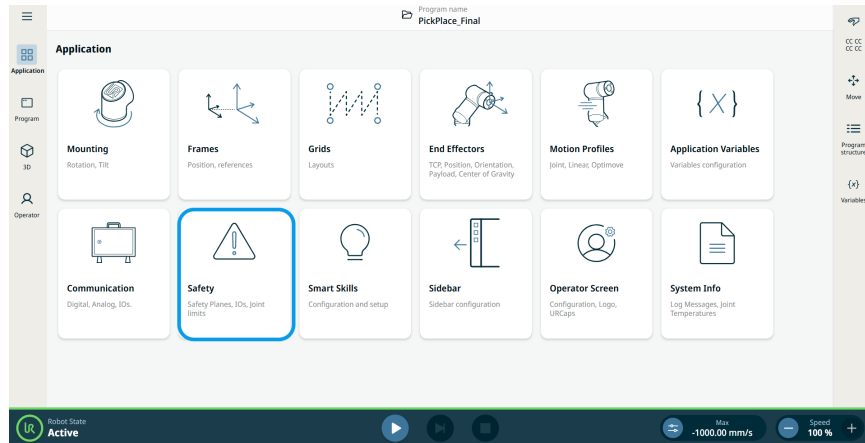 Program name
PickPlace_Final
Application
Application
Program
3D
Operator
Mounting
Rotation, Tilt
Frames
Position, references
Grids
Layouts
End Effectors
TCP, Position, Orientation,
Payload, Center of Gravity
Motion Profiles
Joint, Linear, Optimove
{X}
Application Variables
Variables configuration
Communication
Digital, Analog, IOs.
Safety
Safety Planes, IOs, Joint
limits
Smart Skills
Configuration and setup
Sidebar
Sidebar configuration
Operator Screen
Configuration, Logo,
URCaps
System Info
Log Messages, Joint
Temperatures
CC CC
CC CC
Move
Program
structure
{x}
Variables
UR
Robot State
Active
Max
-1000.00 mm/s
Speed
100 %